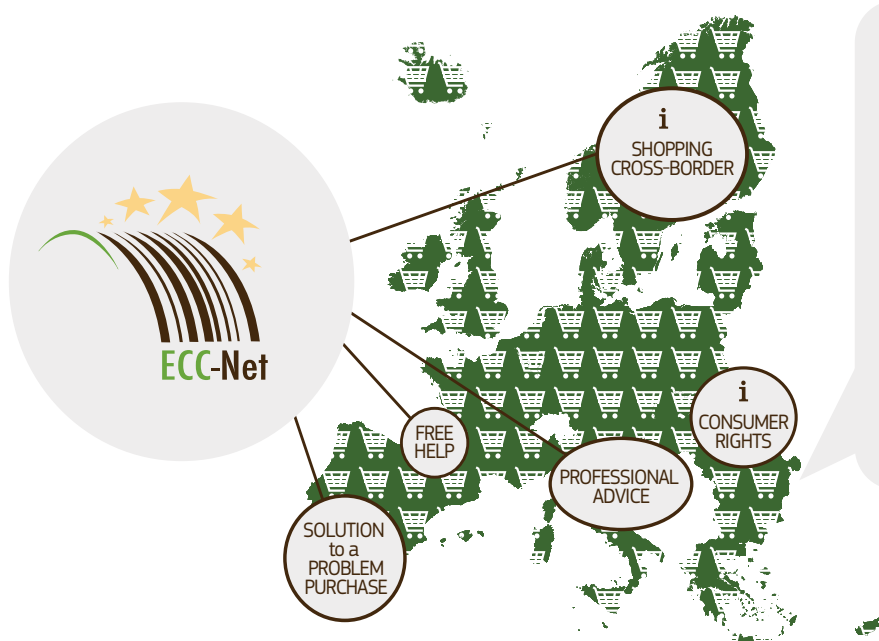 ECC-Net
i
SHOPPING
CROSS-BORDER
i
CONSUMER
RIGHTS
FREE
HELP
PROFESSIONAL
ADVICE
SOLUTION
to a
PROBLEM
PURCHASE